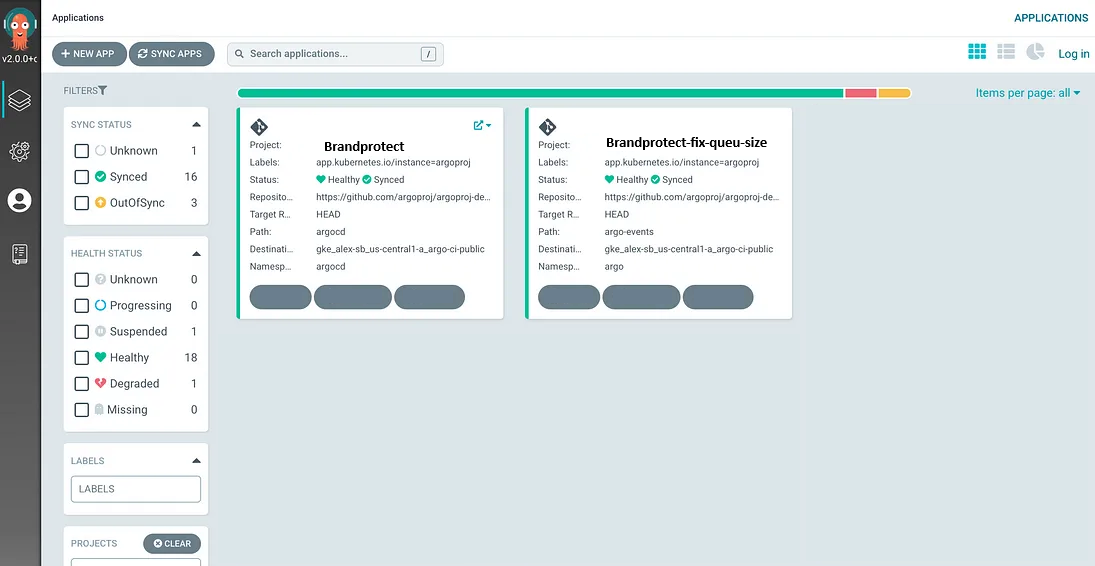 Applications
APPLICATIONS
v2.0.0+c
+ NEW APP
SYNC APPS
Search applications...
/
Log in
FILTERS
Items per page: all
SYNC STATUS
Unknown 1
Synced 16
OutOfSync 3
HEALTH STATUS
Unknown 0
Progressing 0
Suspended 1
Healthy 18
Degraded 1
Missing 0
LABELS
LABELS
PROJECTS
CLEAR
Project: Brandprotect
Labels: app.kubernetes.io/instance=argoproj
Status: Healthy Synced
Reposito... https://github.com/argoproj/argoproj-de...
Target R... HEAD
Path: argocd
Destinati... gke_alex-sb_us-central1-a_argo-ci-public
Namesp... argocd
Project: Brandprotect-fix-queu-size
Labels: app.kubernetes.io/instance=argoproj
Status: Healthy Synced
Reposito... https://github.com/argoproj/argoproj-de...
Target R... HEAD
Path: argo-events
Destinati... gke_alex-sb_us-central1-a_argo-ci-public
Namesp... argo